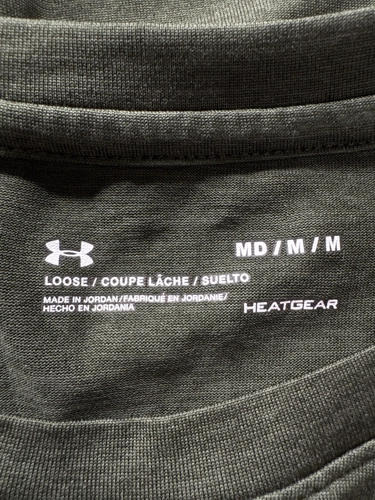 MD / M / M
LOOSE / COUPE LÂCHE / SUELTO
MADE IN JORDAN / FABRIQUÉ EN JORDANIE /
HECHO EN JORDANIA
HEATGEAR